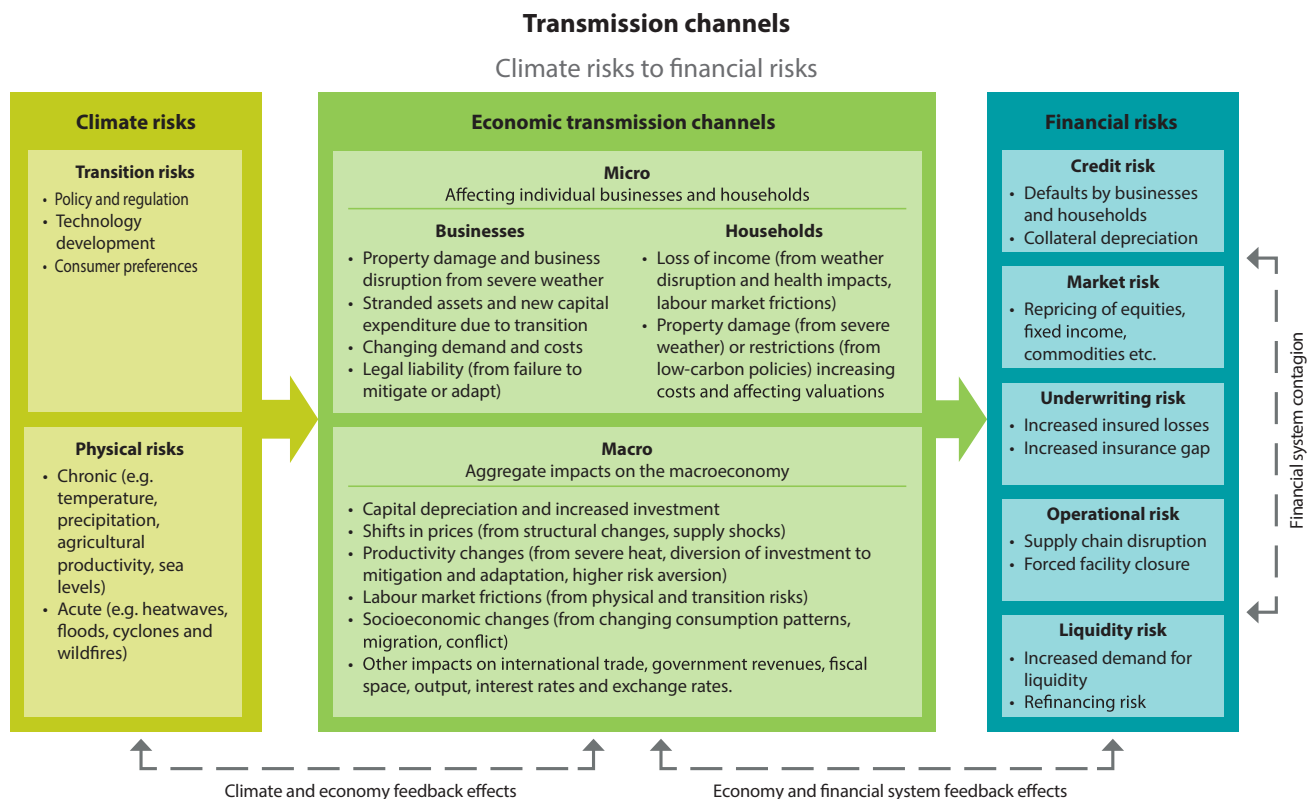 Transmission channels
Climate risks to financial risks
Climate risks
Transition risks
• Policy and regulation
• Technology
development
• Consumer preferences
Physical risks
• Chronic (e.g.
temperature,
precipitation,
agricultural
productivity, sea
levels)
• Acute (e.g. heatwaves,
floods, cyclones and
wildfires)
Economic transmission channels
Micro
Affecting individual businesses and households
Businesses
• Property damage and business
disruption from severe weather
• Stranded assets and new capital
expenditure due to transition
• Changing demand and costs
• Legal liability (from failure to
mitigate or adapt)
Households
• Loss of income (from weather
disruption and health impacts,
labour market frictions)
• Property damage (from severe
weather) or restrictions (from
low-carbon policies) increasing
costs and affecting valuations
Macro
Aggregate impacts on the macroeconomy
• Capital depreciation and increased investment
• Shifts in prices (from structural changes, supply shocks)
• Productivity changes (from severe heat, diversion of investment to
mitigation and adaptation, higher risk aversion)
• Labour market frictions (from physical and transition risks)
• Socioeconomic changes (from changing consumption patterns,
migration, conflict)
• Other impacts on international trade, government revenues, fiscal
space, output, interest rates and exchange rates.
Financial risks
Credit risk
• Defaults by businesses
and households
• Collateral depreciation
Market risk
• Repricing of equities,
fixed income,
commodities etc.
Underwriting risk
• Increased insured losses
• Increased insurance gap
Operational risk
• Supply chain disruption
• Forced facility closure
Liquidity risk
• Increased demand for
liquidity
• Refinancing risk
Financial system contagion
Climate and economy feedback effects
Economy and financial system feedback effects